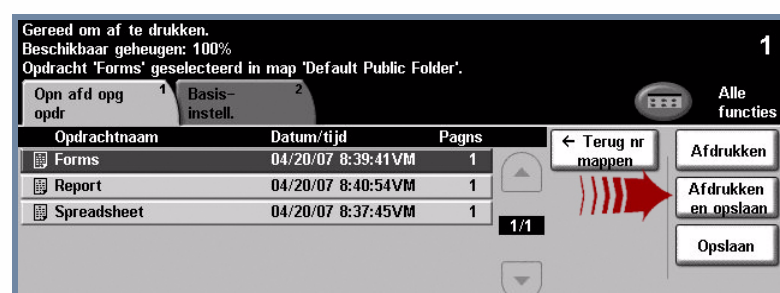 Gereed om af te drukken.
Beschikbaar geheugen: 100%
1
Opdracht 'Forms' geselecteerd in map 'Default Public Folder'.
Opn afd opg 1
opdr
Basis- 2
instell.
Alle
functies
Opdrachtnaam Datum/tijd Pagns
Forms 04/20/07 8:39:41VM 1
Report 04/20/07 8:40:54VM 1
Spreadsheet 04/20/07 8:37:45VM 1
1/1
← Terug nr
mappen
Afdrukken
Afdrukken
en opslaan
Opslaan